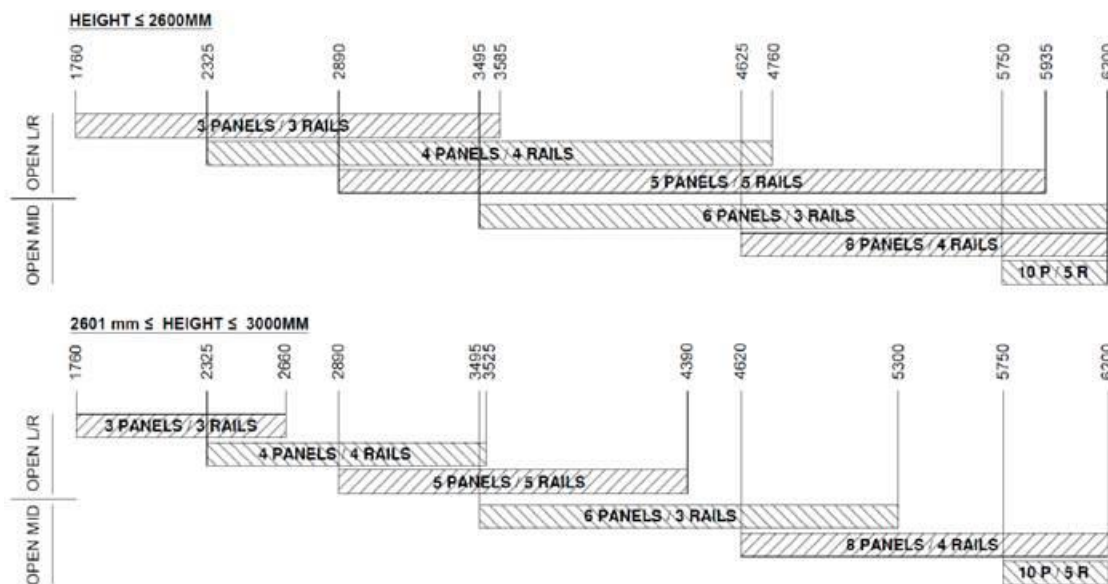 HEIGHT ≤ 2600MM
1760 2325 2890 3495 3585 4625 4760 5750 5935 6200
OPEN L/R
3 PANELS / 3 RAILS
4 PANELS / 4 RAILS
5 PANELS / 5 RAILS
OPEN MID
6 PANELS / 3 RAILS
8 PANELS / 4 RAILS
10 P / 5 R
2601 mm ≤ HEIGHT ≤ 3000MM
1760 2325 2660 2890 3495 3525 4390 4620 5300 5750 6200
OPEN L/R
3 PANELS / 3 RAILS
4 PANELS / 4 RAILS
5 PANELS / 5 RAILS
OPEN MID
6 PANELS / 3 RAILS
8 PANELS / 4 RAILS
10 P / 5 R